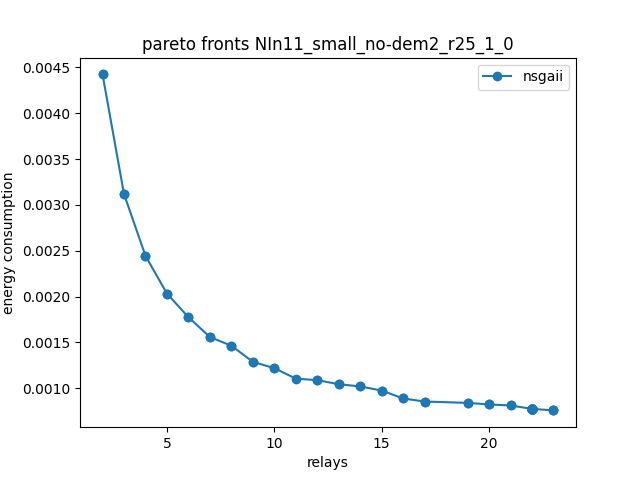 pareto fronts NIn11_small_no-dem2_r25_1_0
nsgaii
0.0045
0.0040
0.0035
0.0030
0.0025
0.0020
0.0015
0.0010
energy consumption
5 10 15 20
relays